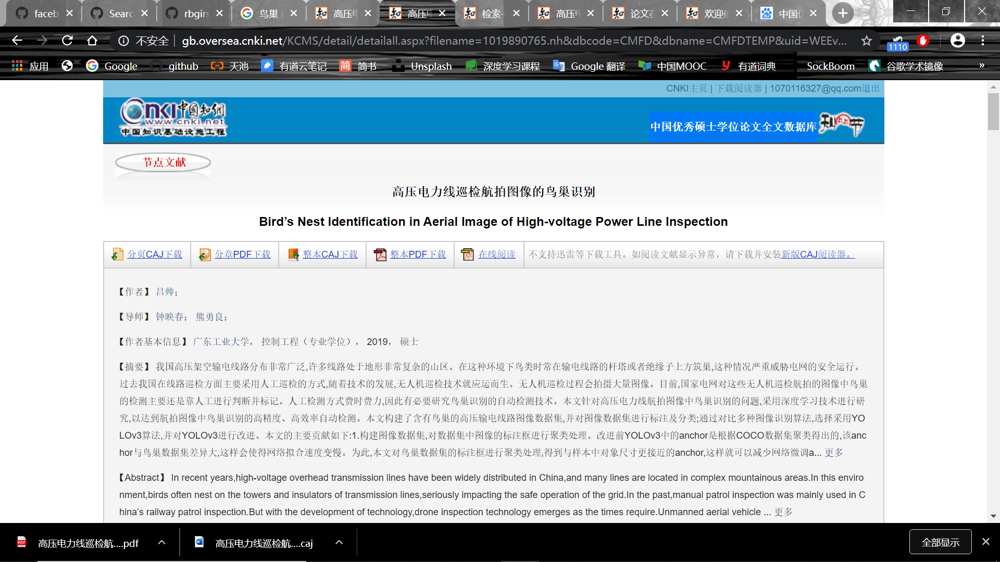 faceb
Searc
rbgirs
鸟巢
高压
高压
检索
高压
论文在
欢迎
中国
不安全 | gb.oversea.cnki.net/KCMS/detail/detailall.aspx?filename=1019890765.nh&dbcode=CMFD&dbname=CMFDTEMP&uid=WEEv...
1110
应用
Google
github
天池
有道云笔记
简 简书
Unsplash
深度学习课程
Google 翻译
中国MOOC
有道词典
SockBoom
谷歌学术镜像
»
CNKI主页 | 下载阅读器 | 1070116327@qq.com退出
cnki中国知网
www.cnki.net
中国知识基础设施工程
中国优秀硕士学位论文全文数据库
节点文献
高压电力线巡检航拍图像的鸟巢识别
Bird’s Nest Identification in Aerial Image of High-voltage Power Line Inspection
分页CAJ下载
分章PDF下载
整本CAJ下载
整本PDF下载
在线阅读
不支持迅雷等下载工具。如阅读文献显示异常，请下载并安装新版CAJ阅读器。
【作者】 吕帅;
【导师】 钟映春; 熊勇良;
【作者基本信息】 广东工业大学， 控制工程（专业学位）， 2019， 硕士
【摘要】 我国高压架空输电线路分布非常广泛,许多线路处于地形非常复杂的山区。在这种环境下鸟类时常在输电线路的杆塔或者绝缘子上方筑巢,这种情况严重威胁电网的安全运行。
过去我国在线路巡检方面主要采用人工巡检的方式,随着技术的发展,无人机巡检技术就应运而生。无人机巡检过程会拍摄大量图像。目前,国家电网对这些无人机巡检航拍的图像中鸟巢
的检测主要还是靠人工进行判断并标记。人工检测方式费时费力,因此有必要研究鸟巢识别的自动检测技术。本文针对高压电力线航拍图像中鸟巢识别的问题,采用深度学习技术进行研
究,以达到航拍图像中鸟巢识别的高精度、高效率自动检测。本文构建了含有鸟巢的高压输电线路图像数据集,并对图像数据集进行标注及分类;通过对比多种图像识别算法,选择采用YO
LOv3算法,并对YOLOv3进行改进。本文的主要贡献如下:1.构建图像数据集,对数据集中图像的标注框进行聚类处理。改进前YOLOv3中的anchor是根据COCO数据集聚类得出的,该anc
hor与鸟巢数据集差异大,这样会使得网络拟合速度变慢。为此,本文对鸟巢数据集的标注框进行聚类处理,得到与样本中对象尺寸更接近的anchor,这样就可以减少网络微调a... 更多
【Abstract】 In recent years,high-voltage overhead transmission lines have been widely distributed in China,and many lines are located in complex mountainous areas.In this enviro
nment,birds often nest on the towers and insulators of transmission lines,seriously impacting the safe operation of the grid.In the past,manual patrol inspection was mainly used in C
hina’s railway patrol inspection.But with the development of technology,drone inspection technology emerges as the times require.Unmanned aerial vehicle ... 更多
高压电力线巡检航....pdf
高压电力线巡检航....caj
全部显示